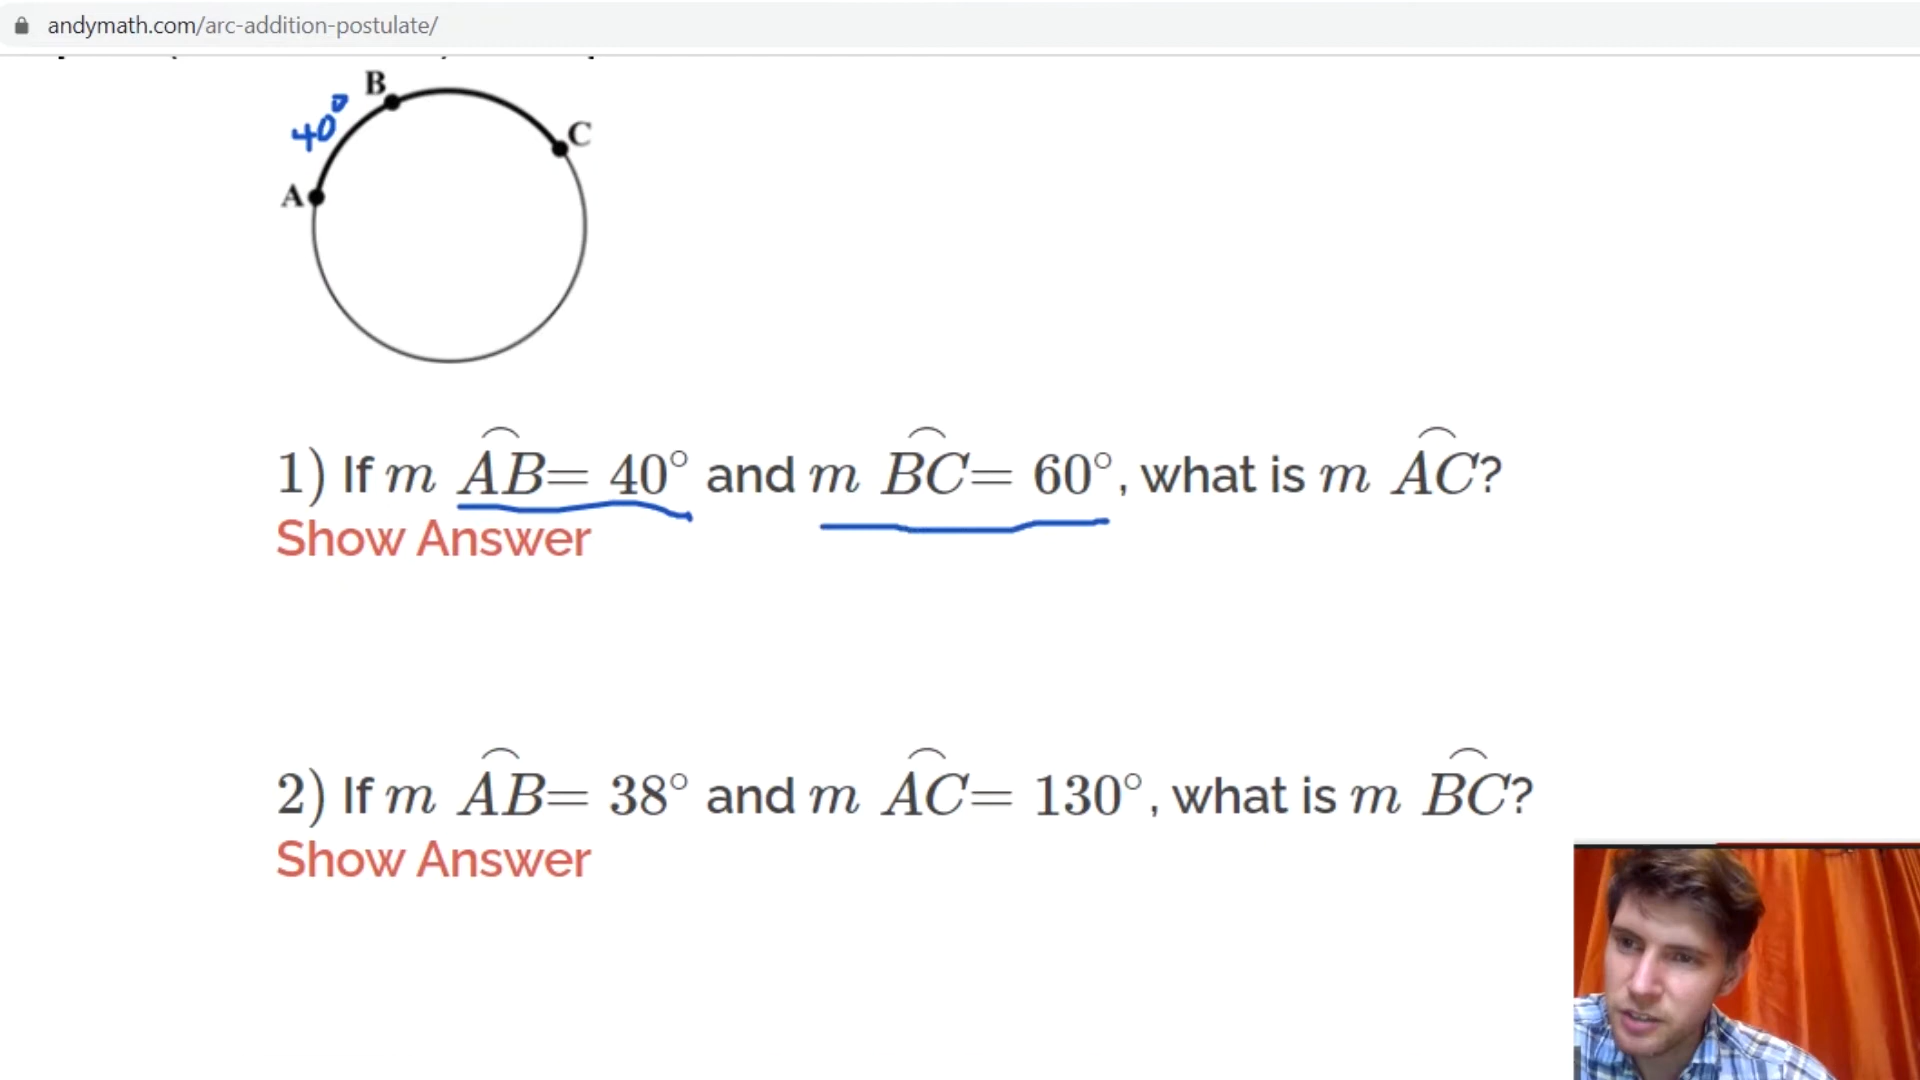 andymath.com/arc-addition-postulate/
B
40°
C
A
1) If m AB= 40° and m BC= 60°, what is m AC?
Show Answer
2) If m AB= 38° and m AC= 130°, what is m BC?
Show Answer